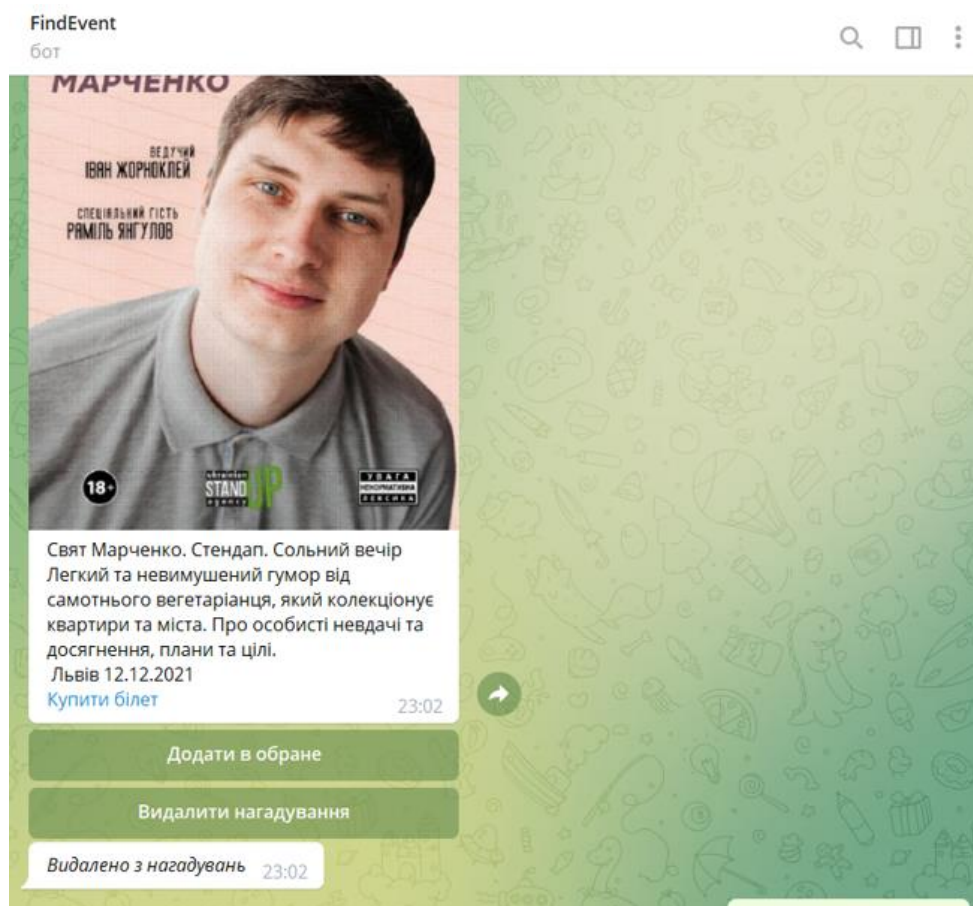 FindEvent
бот
МАРЧЕНКО
ВЕДУЧИЙ
ІВАН ЖОРНОКЛЕЙ
СПЕЦІАЛЬНИЙ ГІСТЬ
РАМІЛЬ ЯНГУЛОВ
18+
ukrainian
STAND UP
agency
УВАГА
НЕНОРМАТИВНА
ЛЕКСИКА
Свят Марченко. Стендап. Сольний вечір
Легкий та невимушений гумор від
самотнього вегетаріанця, який колекціонує
квартири та міста. Про особисті невдачі та
досягнення, плани та цілі.
Львів 12.12.2021
Купити білет
23:02
Додати в обране
Видалити нагадування
Видалено з нагадувань 23:02